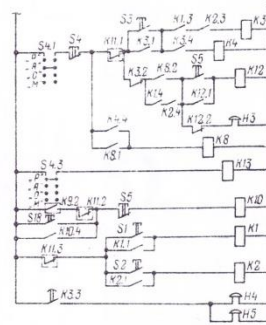 S3 K1.3 K2.3 K3
S4.1 S4 K11.1 K3.1 K3.4 K4
Р
А
О
М
K3.2 K8.2 S5 K12
K1.4 K2.4 K12.1
K12.2 H3
K4.4
K8.1 K8
S4.3 K13
Р
А
О
М
K9.2 K11.2 S5 K10
S18
K10.4
S1 K1
K11.3 K1.1
S2 K2
K2.1
K3.3 H4
H5